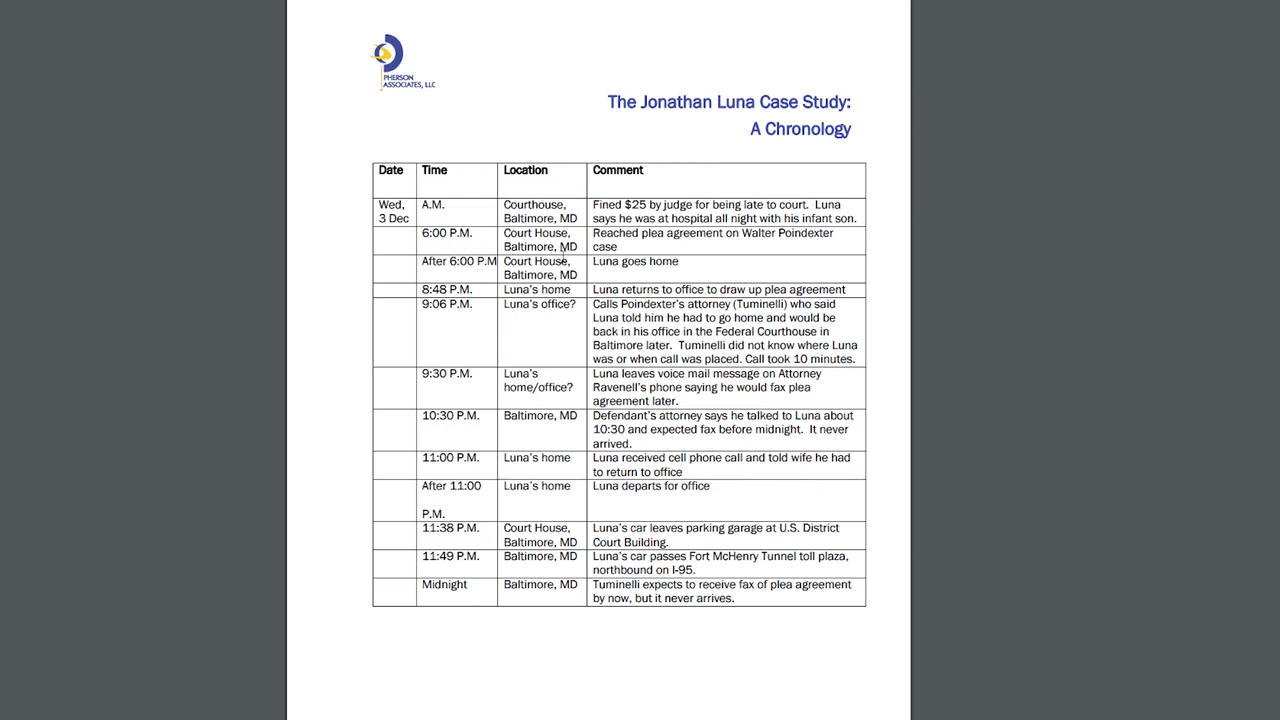 PHERSON
ASSOCIATES, LLC
The Jonathan Luna Case Study:
A Chronology
Date Time Location Comment
Wed, A.M. Courthouse, Fined $25 by judge for being late to court. Luna
3 Dec Baltimore, MD says he was at hospital all night with his infant son.
6:00 P.M. Court House, Reached plea agreement on Walter Poindexter
Baltimore, MD case
After 6:00 P.M Court House, Luna goes home
Baltimore, MD
8:48 P.M. Luna's home Luna returns to office to draw up plea agreement
9:06 P.M. Luna's office? Calls Poindexter's attorney (Tuminelli) who said
Luna told him he had to go home and would be
back in his office in the Federal Courthouse in
Baltimore later. Tuminelli did not know where Luna
was or when call was placed. Call took 10 minutes.
9:30 P.M. Luna's Luna leaves voice mail message on Attorney
home/office? Ravenell's phone saying he would fax plea
agreement later.
10:30 P.M. Baltimore, MD Defendant's attorney says he talked to Luna about
10:30 and expected fax before midnight. It never
arrived.
11:00 P.M. Luna's home Luna received cell phone call and told wife he had
to return to office
After 11:00 Luna's home Luna departs for office
P.M.
11:38 P.M. Court House, Luna's car leaves parking garage at U.S. District
Baltimore, MD Court Building.
11:49 P.M. Baltimore, MD Luna's car passes Fort McHenry Tunnel toll plaza,
northbound on I-95.
Midnight Baltimore, MD Tuminelli expects to receive fax of plea agreement
by now, but it never arrives.